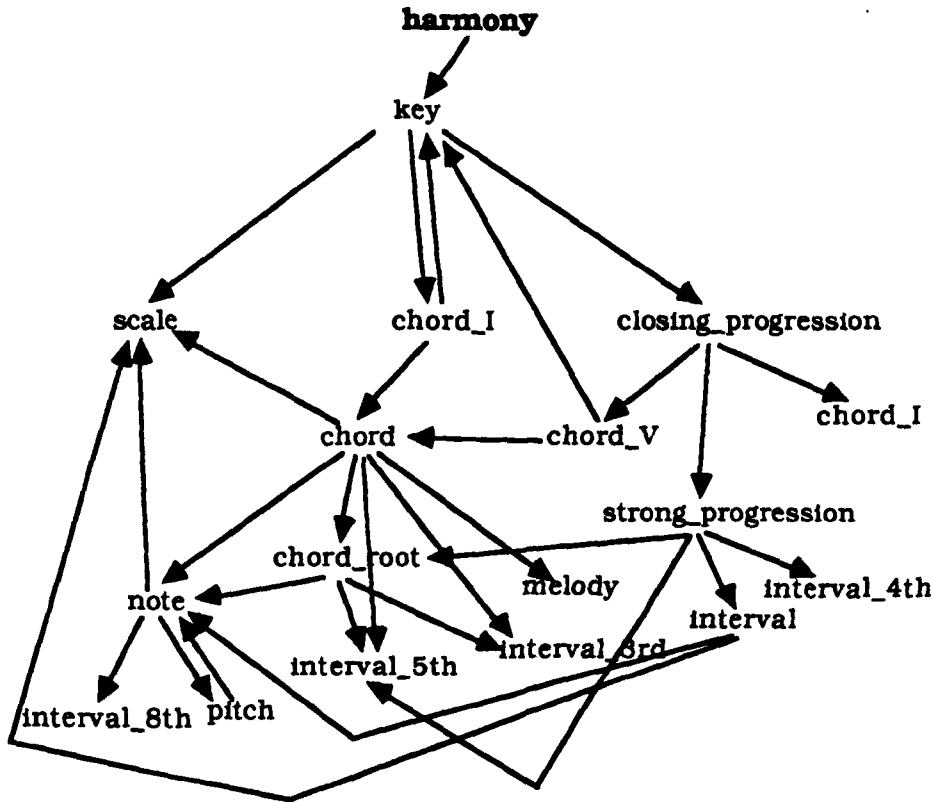 harmony
key
scale
chord_I
closing_progression
chord_I
chord
chord_V
strong_progression
chord_root
melody
interval_4th
note
interval
interval_3rd
interval_5th
interval_8th
pitch